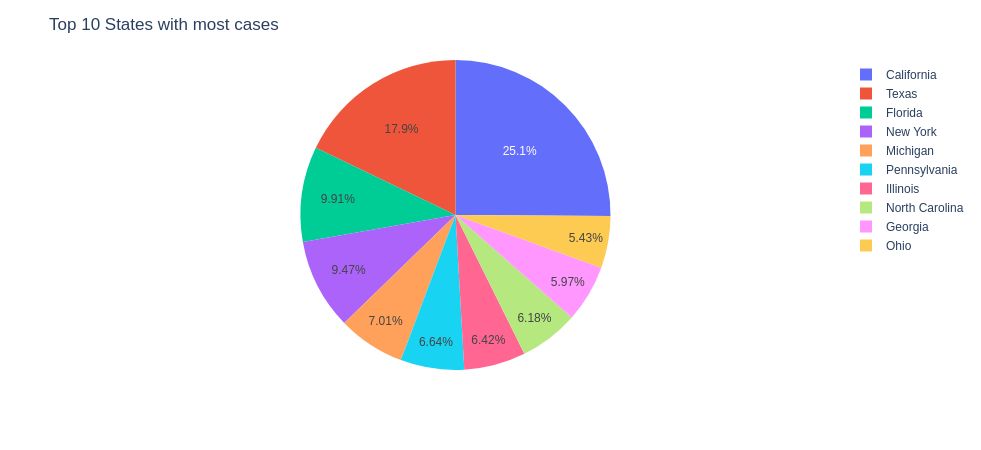 Top 10 States with most cases
25.1%
17.9%
9.91%
9.47%
7.01%
6.64%
6.42%
6.18%
5.97%
5.43%
California
Texas
Florida
New York
Michigan
Pennsylvania
Illinois
North Carolina
Georgia
Ohio